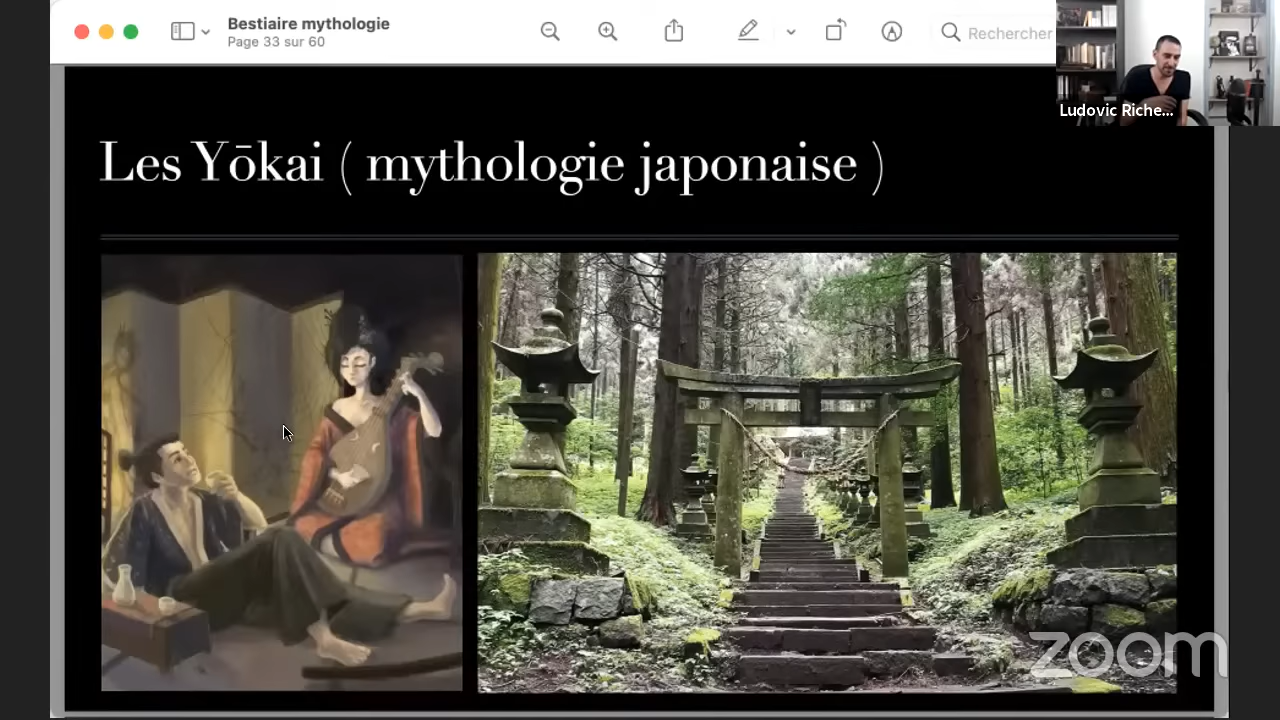 Bestiaire mythologie
Page 33 sur 60
Rechercher
Ludovic Riche...
Les Yōkai ( mythologie japonaise )
zoom